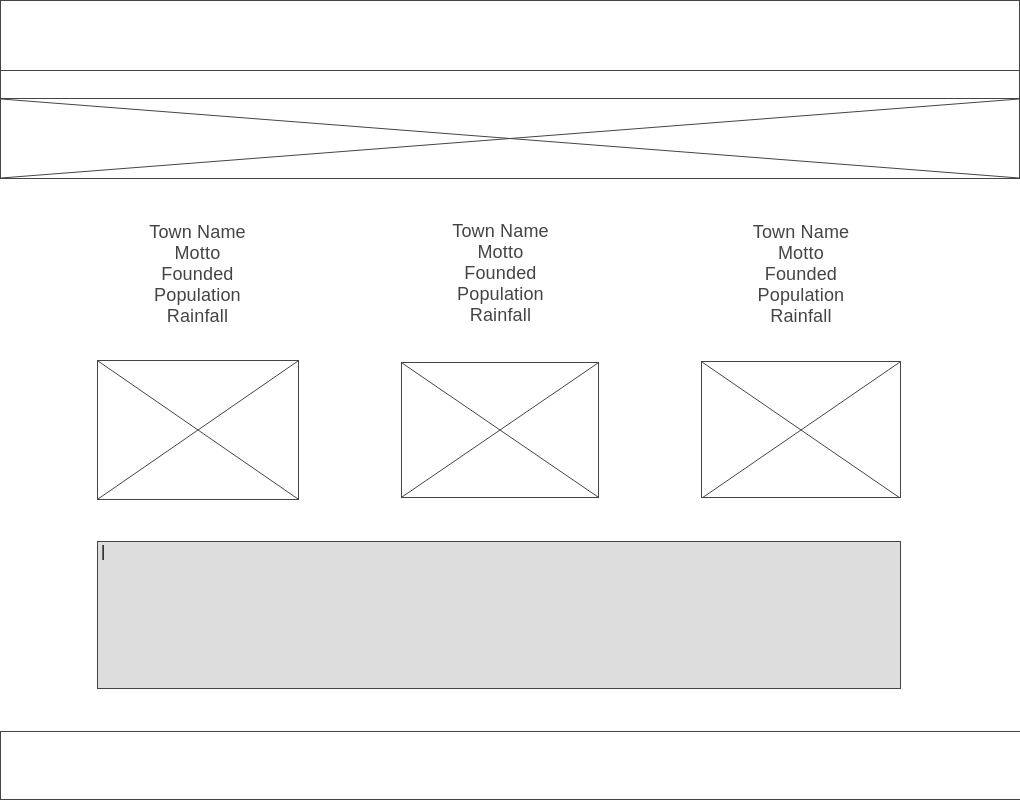 Town Name
Motto
Founded
Population
Rainfall
Town Name
Motto
Founded
Population
Rainfall
Town Name
Motto
Founded
Population
Rainfall